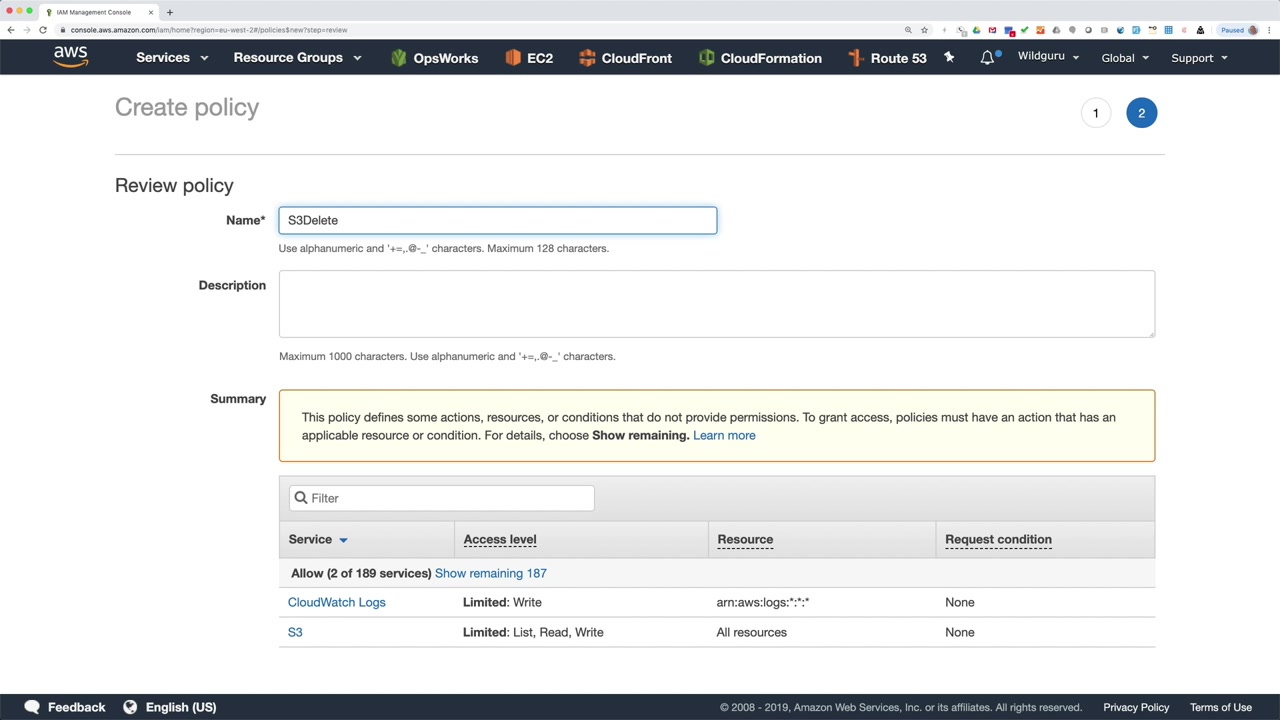 IAM Management Console
console.aws.amazon.com/iam/home?region=eu-west-2#/policies$new?step=review
Paused
aws
Services
Resource Groups
OpsWorks
EC2
CloudFront
CloudFormation
Route 53
Wildguru
Global
Support
Create policy
1
2
Review policy
Name*
S3Delete
Use alphanumeric and '+=,.@-_' characters. Maximum 128 characters.
Description
Maximum 1000 characters. Use alphanumeric and '+=,.@-_' characters.
Summary
This policy defines some actions, resources, or conditions that do not provide permissions. To grant access, policies must have an action that has an
applicable resource or condition. For details, choose Show remaining. Learn more
Filter
Service
Access level
Resource
Request condition
Allow (2 of 189 services) Show remaining 187
CloudWatch Logs
Limited: Write
arn:aws:logs:*:*:*
None
S3
Limited: List, Read, Write
All resources
None
Feedback
English (US)
© 2008 - 2019, Amazon Web Services, Inc. or its affiliates. All rights reserved.
Privacy Policy
Terms of Use